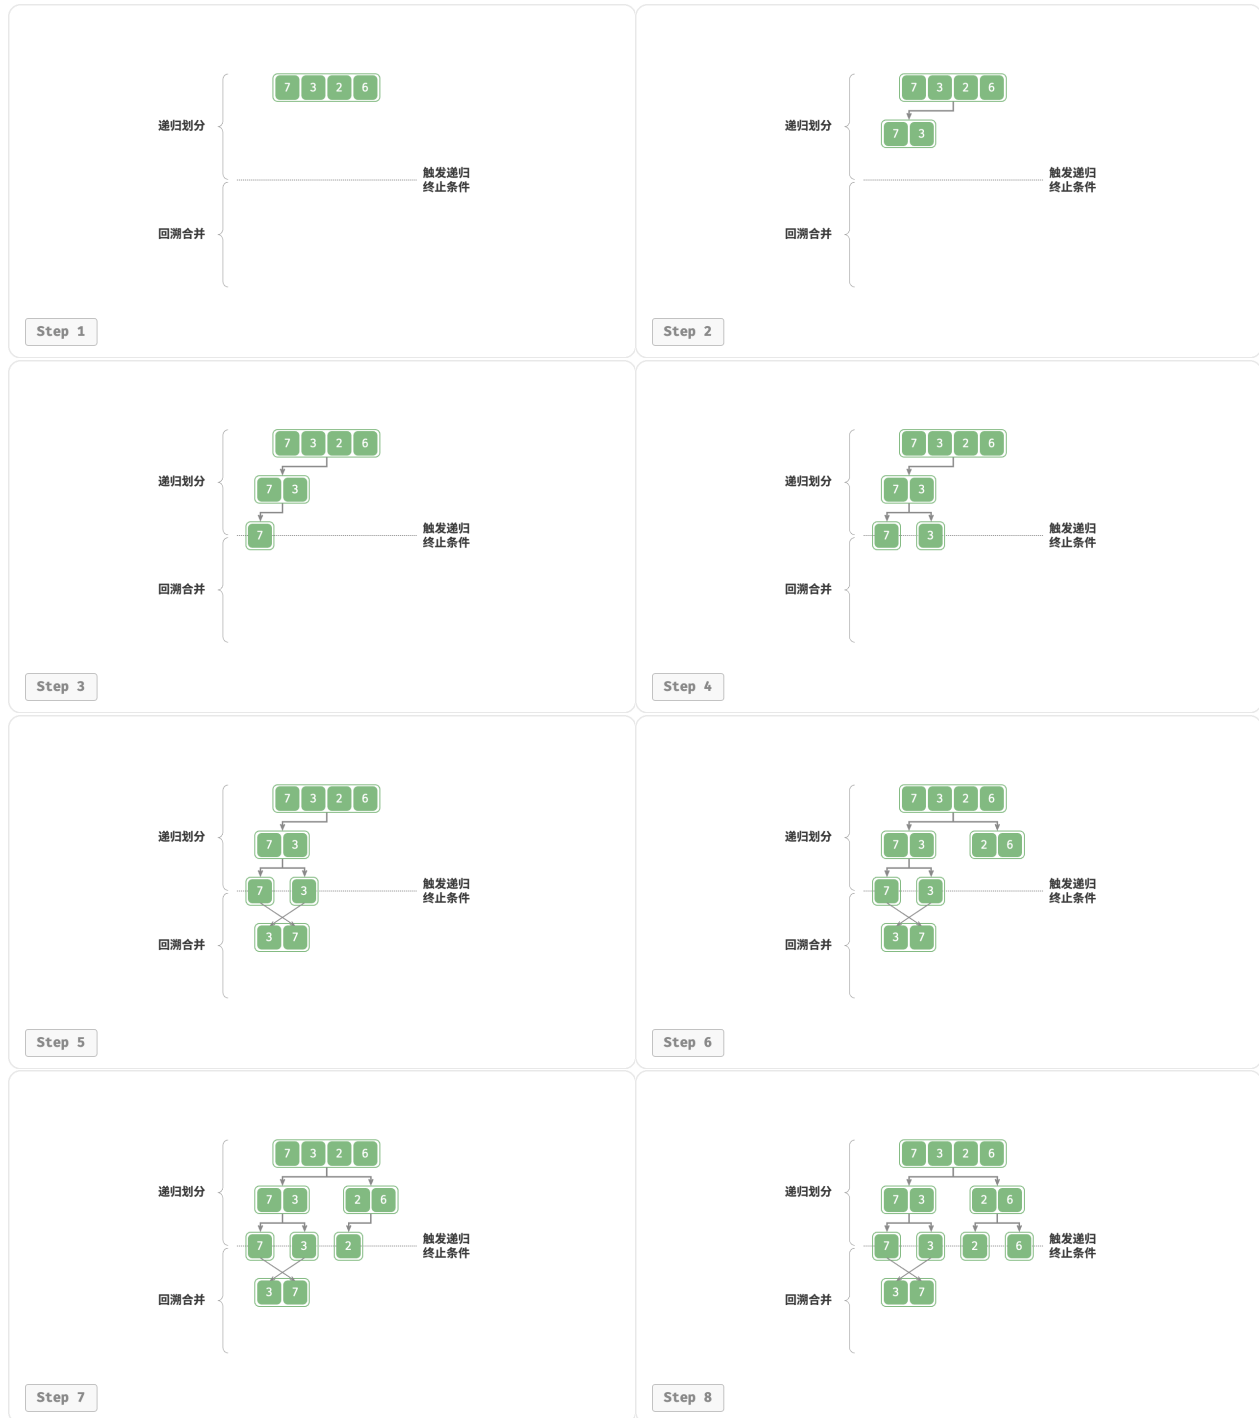 7 3 2 6
递归划分
触发递归
终止条件
回溯合并
Step 1
7 3 2 6
7 3
递归划分
触发递归
终止条件
回溯合并
Step 2
7 3 2 6
递归划分
7 3
7
触发递归
终止条件
回溯合并
Step 3
7 3 2 6
递归划分
7 3
7 3
触发递归
终止条件
回溯合并
Step 4
7 3 2 6
递归划分
7 3
7 3
触发递归
终止条件
3 7
回溯合并
Step 5
7 3 2 6
递归划分
7 3 2 6
7 3
触发递归
终止条件
3 7
回溯合并
Step 6
7 3 2 6
递归划分
7 3 2 6
7 3 2
触发递归
终止条件
3 7
回溯合并
Step 7
7 3 2 6
递归划分
7 3 2 6
7 3 2 6
触发递归
终止条件
3 7
回溯合并
Step 8